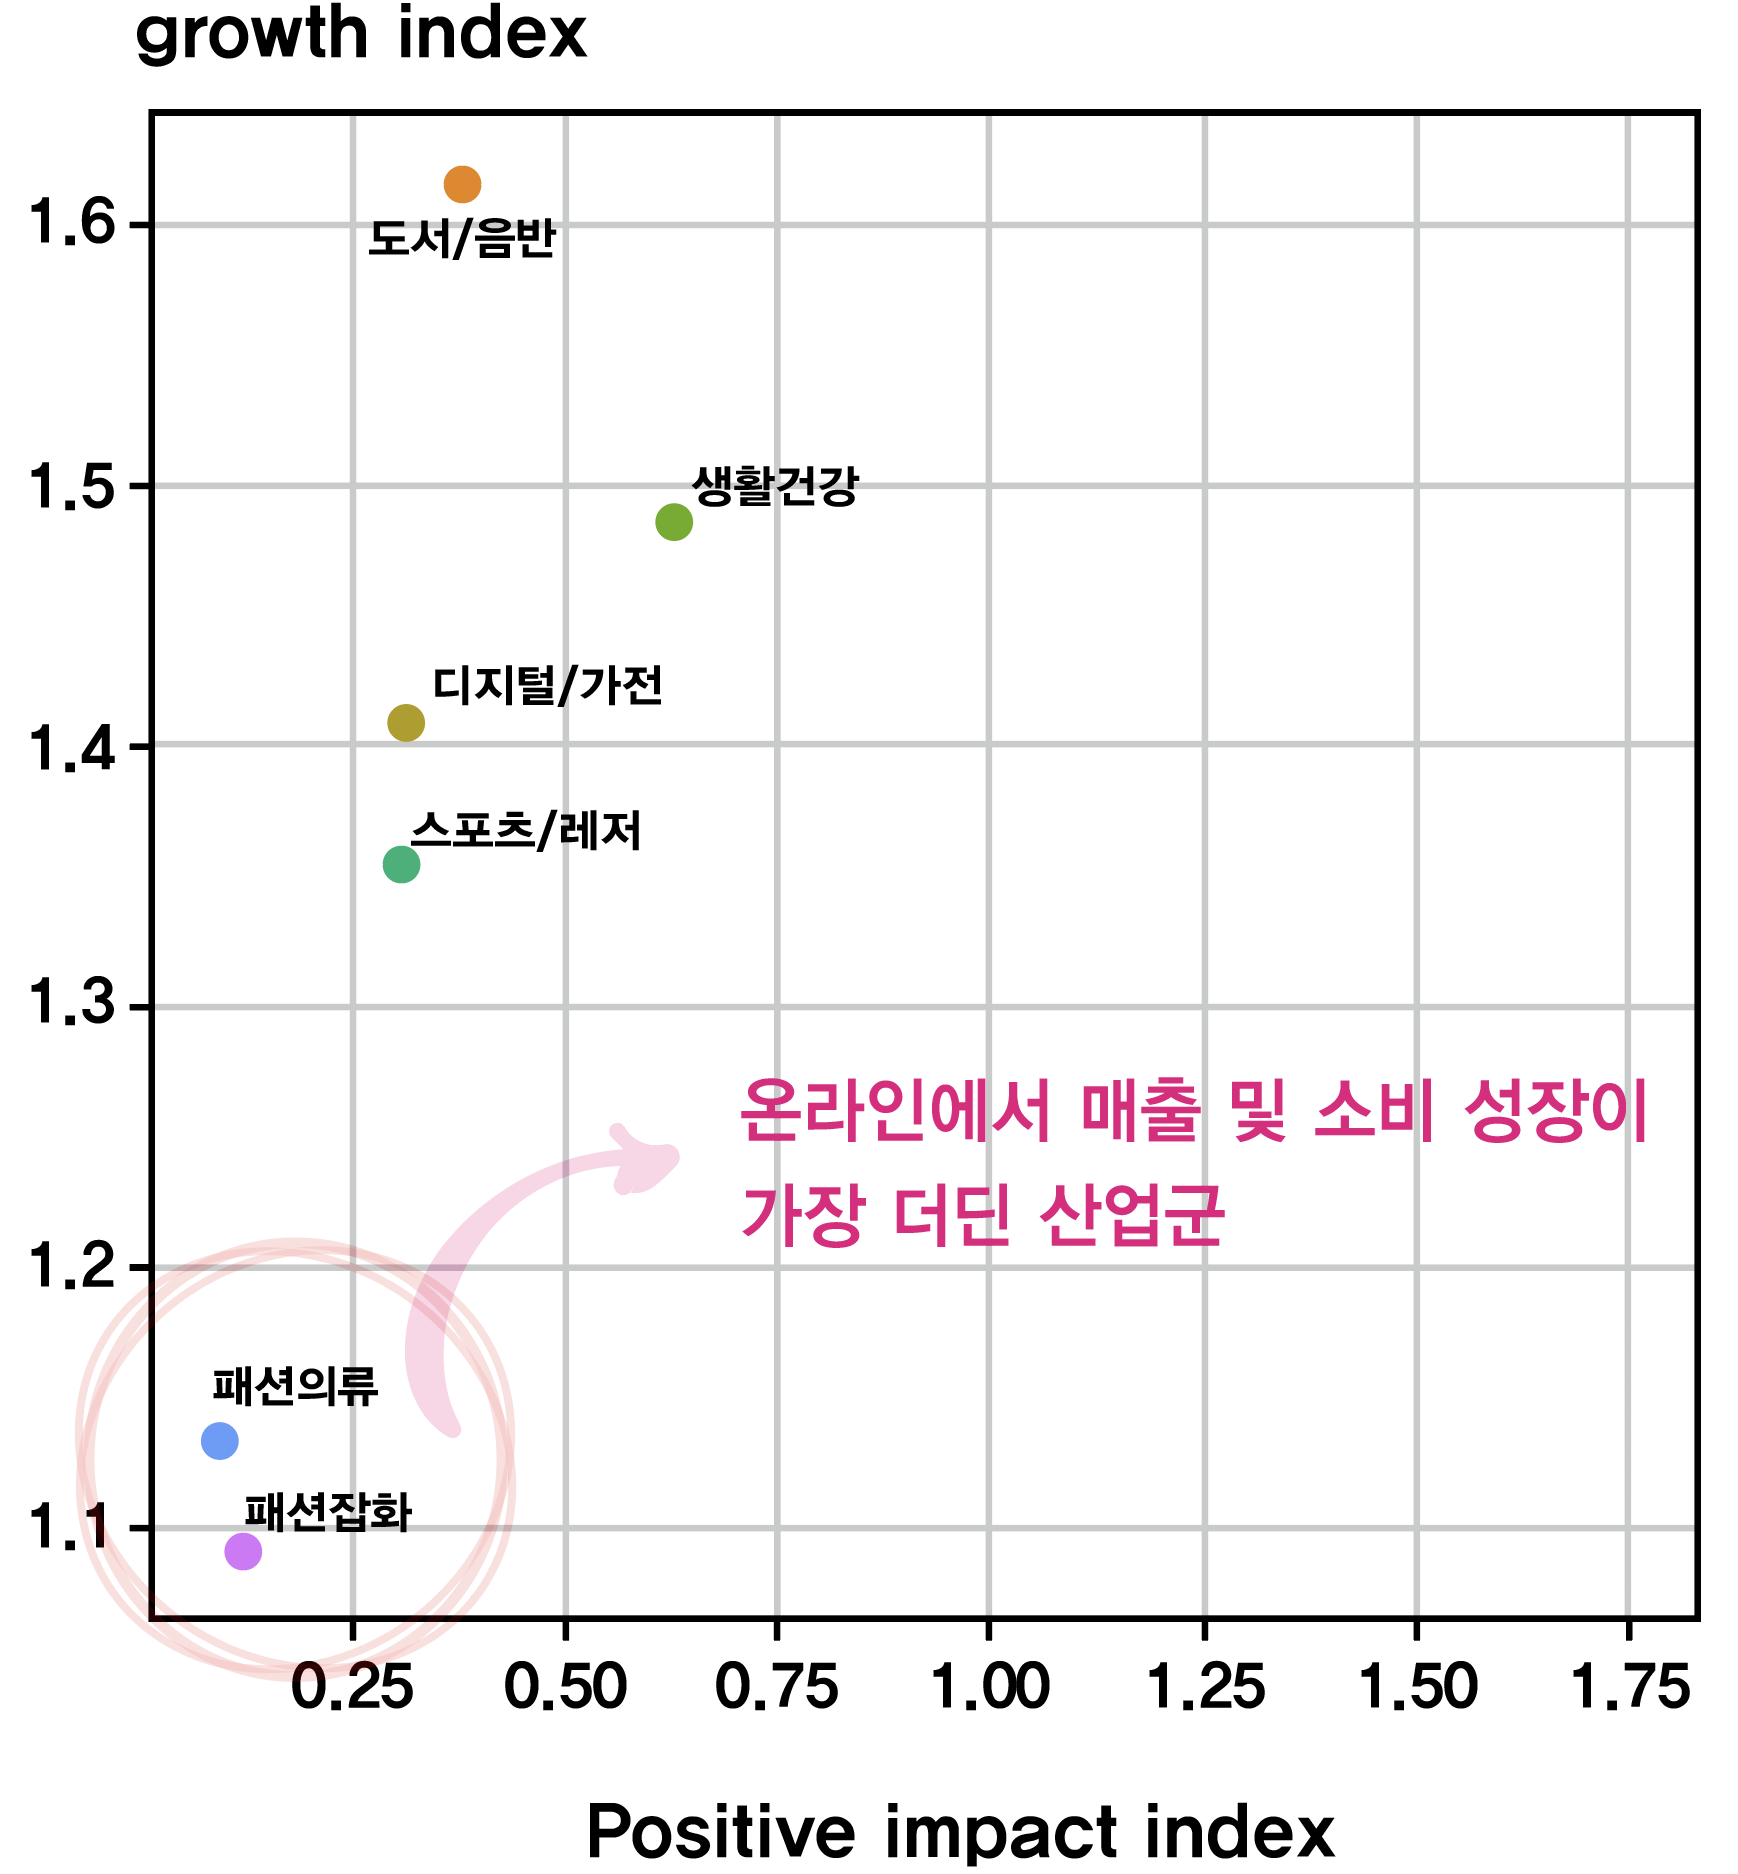 growth index
1.6
도서/음반
1.5
생활건강
디지털/가전
1.4
스포츠/레저
1.3
온라인에서 매출 및 소비 성장이
가장 더딘 산업군
1.2
패션의류
패션잡화
1.1
0.25 0.50 0.75 1.00 1.25 1.50 1.75
Positive impact index